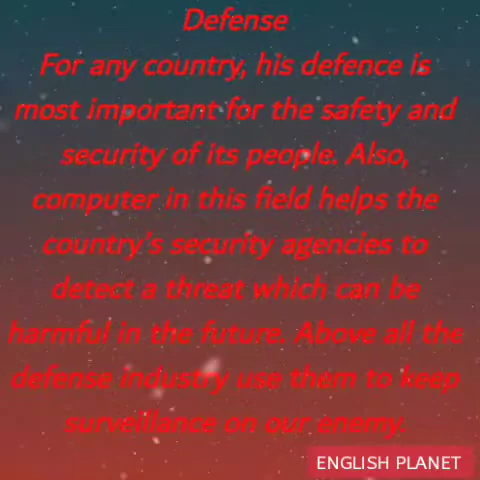 Defense
For any country, his defence is
most important for the safety and
security of its people. Also,
computer in this field helps the
country's security agencies to
detect a threat which can be
harmful in the future. Above all the
defense industry use them to keep
surveillance on our enemy.
ENGLISH PLANET